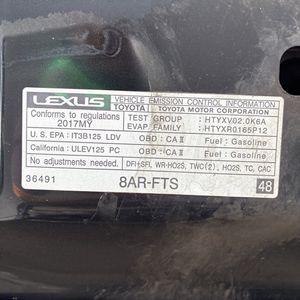 LEXUS VEHICLE EMISSION CONTROL INFORMATION
TOYOTA TOYOTA MOTOR CORPORATION
Conforms to regulations TEST GROUP : HTYXV02.0K6A
2017MY EVAP. FAMILY : HTYXR0165P12
U.S. EPA : IT3B125 LDV OBD : CA II Fuel : Gasoline
California : ULEV125 PC OBD : CA II Fuel : Gasoline
No adjustments needed. DFI+SFI, WR-HO2S, TWC(2), HO2S, TC, CAC
36491 8AR-FTS 48